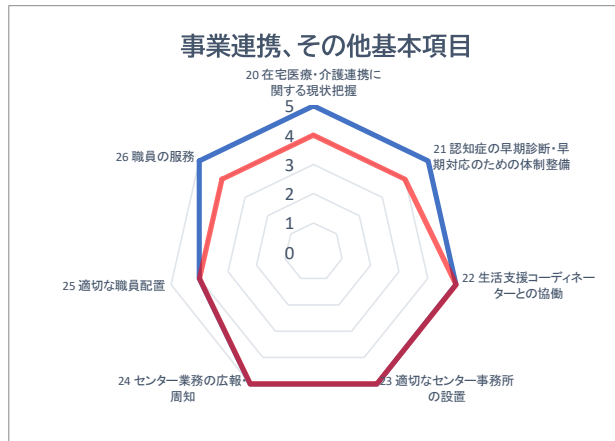 事業連携、その他基本項目
20 在宅医療・介護連携に
関する現状把握
5
4
3
2
1
0
21 認知症の早期診断・早
期対応のための体制整備
22 生活支援コーディネー
ターとの協働
23 適切なセンター事務所
の設置
24 センター業務の広報・
周知
25 適切な職員配置
26 職員の服務